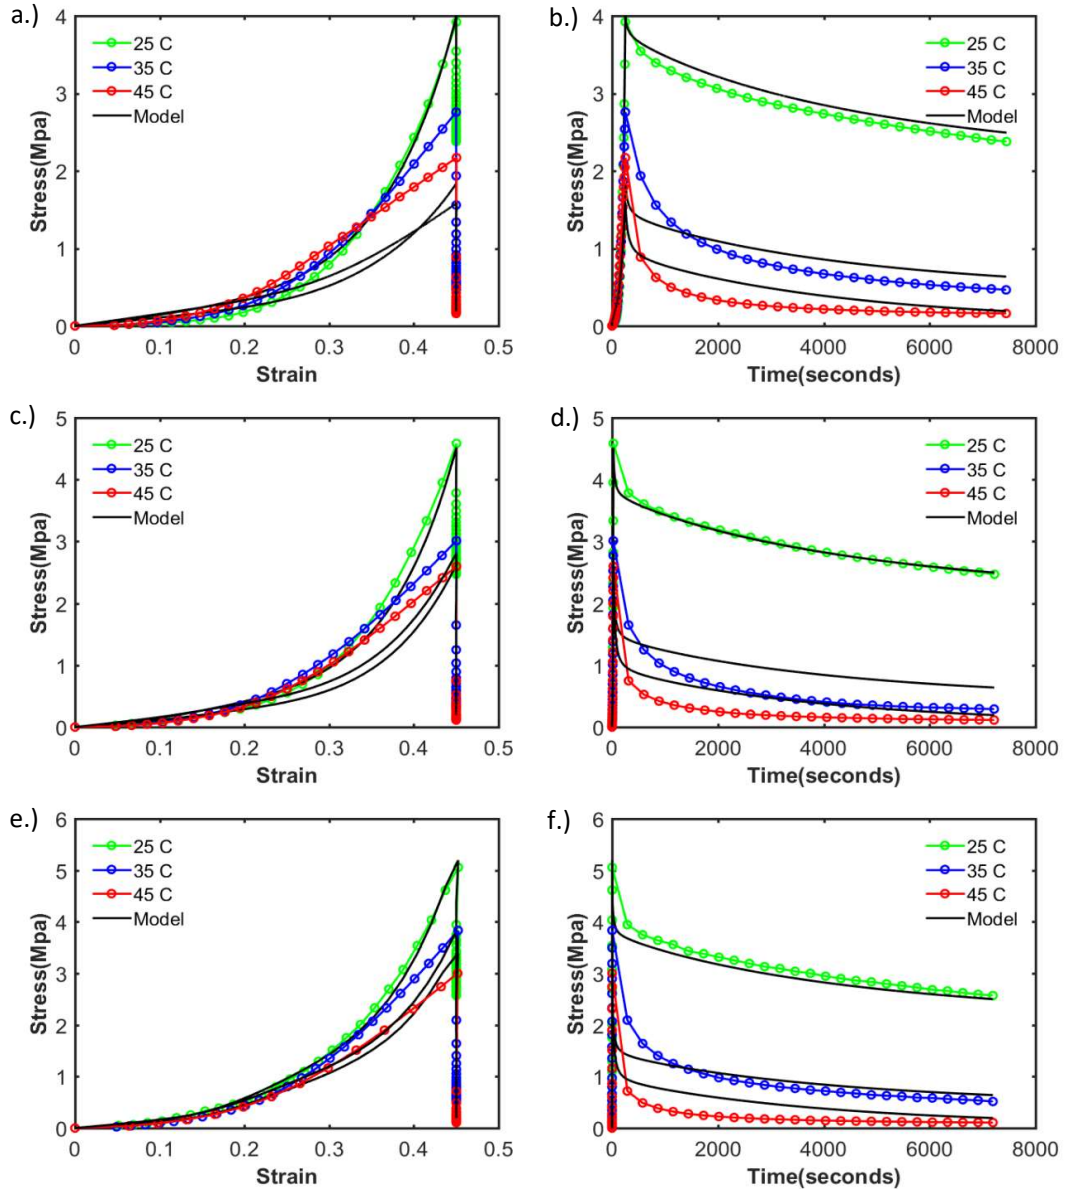 a.)
4
3
2
1
0
Stress(Mpa)
25 C
35 C
45 C
Model
0 0.1 0.2 0.3 0.4 0.5
Strain
b.)
4
3
2
1
0
Stress(Mpa)
25 C
35 C
45 C
Model
0 2000 4000 6000 8000
Time(seconds)
c.)
5
4
3
2
1
0
Stress(Mpa)
25 C
35 C
45 C
Model
0 0.1 0.2 0.3 0.4 0.5
Strain
d.)
5
4
3
2
1
0
Stress(Mpa)
25 C
35 C
45 C
Model
0 2000 4000 6000 8000
Time(seconds)
e.)
6
5
4
3
2
1
0
Stress(Mpa)
25 C
35 C
45 C
Model
0 0.1 0.2 0.3 0.4 0.5
Strain
f.)
6
5
4
3
2
1
0
Stress(Mpa)
25 C
35 C
45 C
Model
0 2000 4000 6000 8000
Time(seconds)